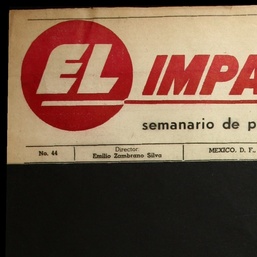 EL IMPA
semanario de p
No. 44
Director:
Emilio Zambrano Silva
MEXICO. D. F.,